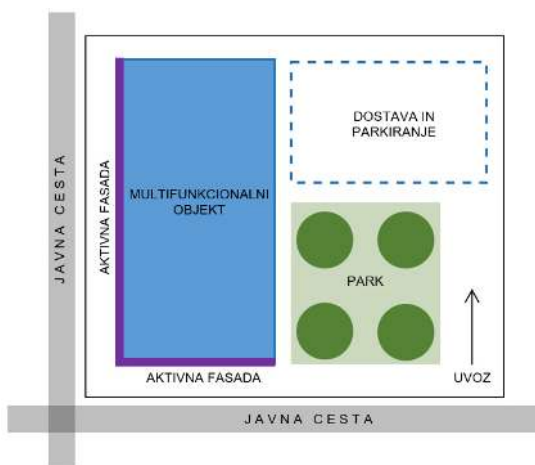 JAVNA CESTA
AKTIVNA FASADA
MULTIFUNKCIONALNI
OBJEKT
DOSTAVA IN
PARKIRANJE
PARK
AKTIVNA FASADA
UVOZ
JAVNA CESTA